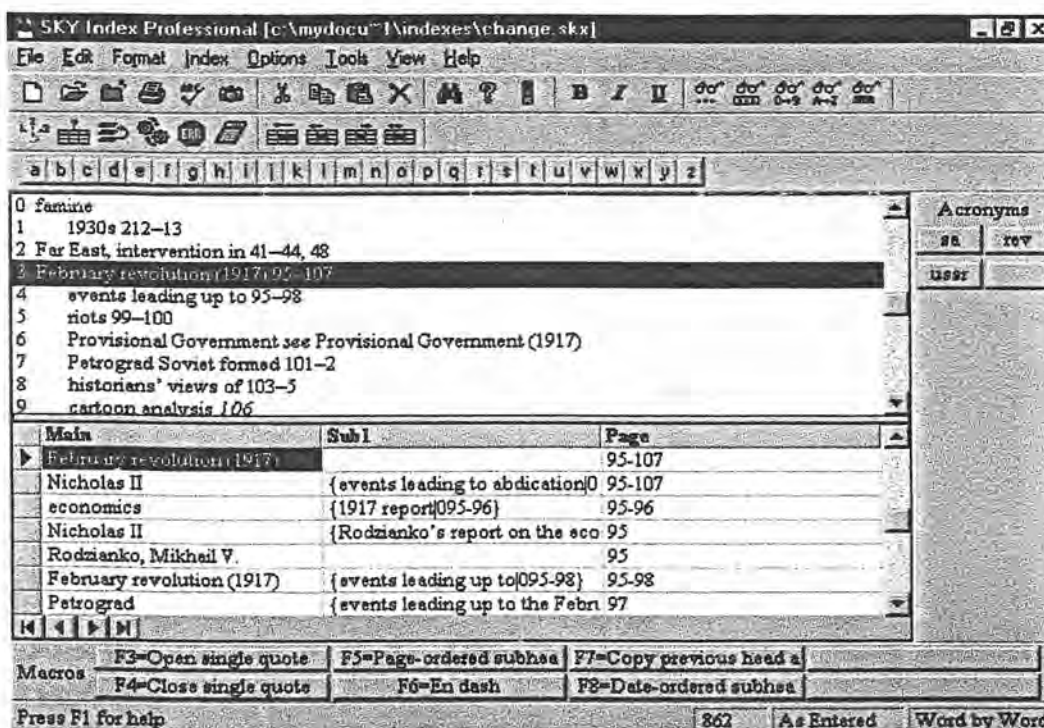 SKY Index Professional [c:\mydocu~1\indexes\change.skx]
File Edit Format Index Options Tools View Help
B I U 0→9 A→Z
ERR
a b c d e f g h i j k l m n o p q r s t u v w x y z
0 famine
1 1930s 212–13
2 Far East, intervention in 41–44, 48
3 February revolution (1917) 95–107
4 events leading up to 95–98
5 riots 99–100
6 Provisional Government see Provisional Government (1917)
7 Petrograd Soviet formed 101–2
8 historians' views of 103–5
9 cartoon analysis 106
Acronyms
sa rev
ussr
Main Sub1 Page
February revolution (1917) 95-107
Nicholas II {events leading to abdication|0 95-107
economics {1917 report|095-96} 95-96
Nicholas II {Rodzianko's report on the eco 95
Rodzianko, Mikhail V. 95
February revolution (1917) {events leading up to|095-98} 95-98
Petrograd {events leading up to the Febru 97
Macros
F3=Open single quote F5=Page-ordered subhea F7=Copy previous head a
F4=Close single quote F6=En dash F8=Date-ordered subhea
Press F1 for help 862 As Entered Word by Word